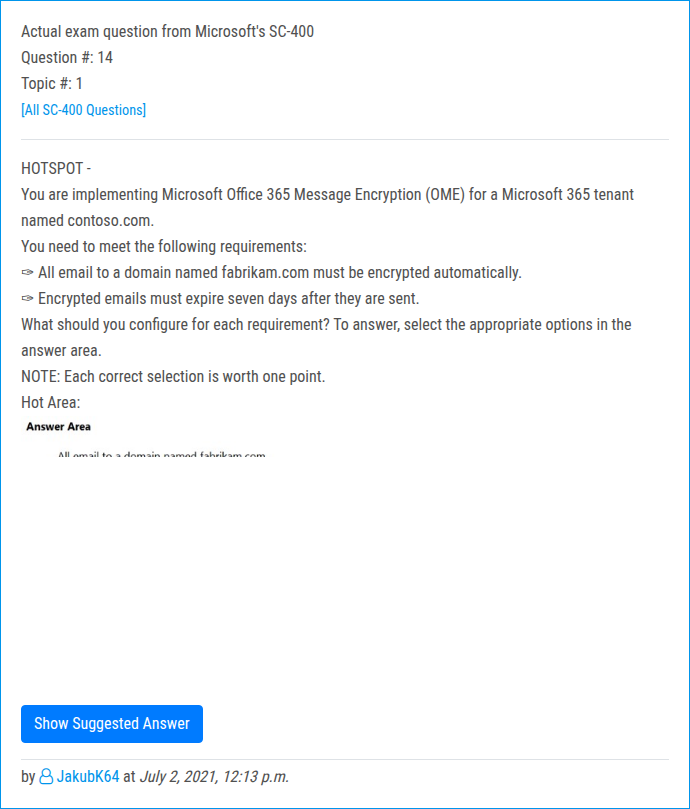 Actual exam question from Microsoft's SC-400
Question #: 14
Topic #: 1
[All SC-400 Questions]
HOTSPOT -
You are implementing Microsoft Office 365 Message Encryption (OME) for a Microsoft 365 tenant
named contoso.com.
You need to meet the following requirements:
✑ All email to a domain named fabrikam.com must be encrypted automatically.
✑ Encrypted emails must expire seven days after they are sent.
What should you configure for each requirement? To answer, select the appropriate options in the
answer area.
NOTE: Each correct selection is worth one point.
Hot Area:
Answer Area
All email to a domain named fabrikam.com
Show Suggested Answer
by JakubK64 at July 2, 2021, 12:13 p.m.